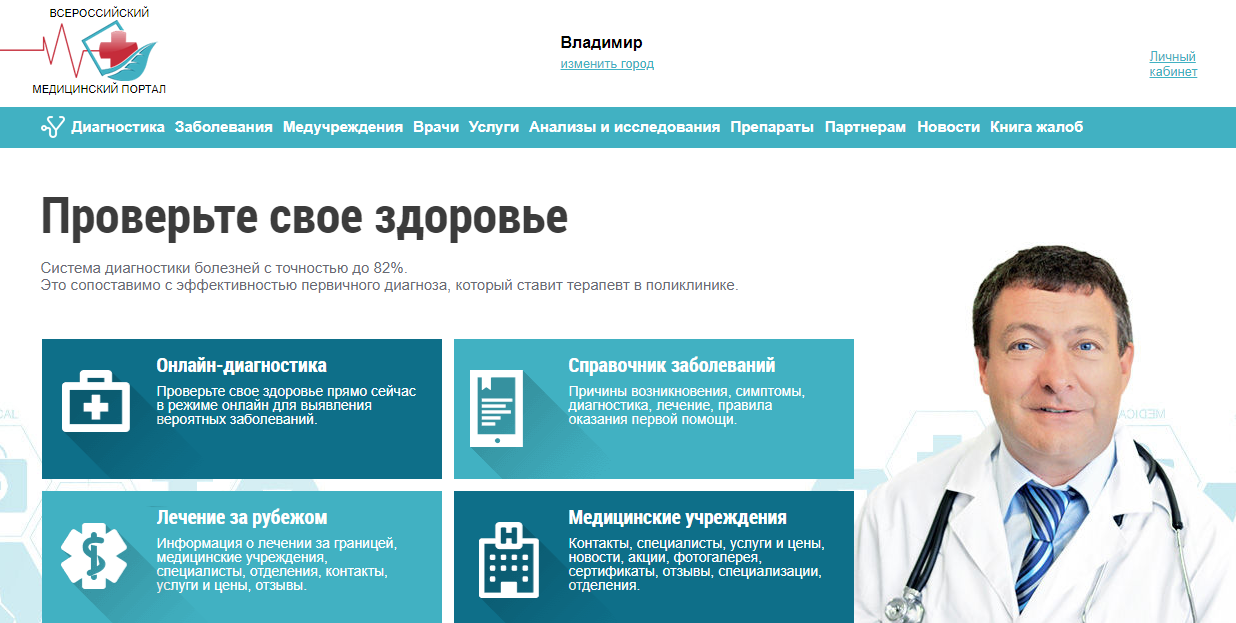 ВСЕРОССИЙСКИЙ
МЕДИЦИНСКИЙ ПОРТАЛ
Владимир
изменить город
Личный
кабинет
Диагностика Заболевания Медучреждения Врачи Услуги Анализы и исследования Препараты Партнерам Новости Книга жалоб
Проверьте свое здоровье
Система диагностики болезней с точностью до 82%.
Это сопоставимо с эффективностью первичного диагноза, который ставит терапевт в поликлинике.
Онлайн-диагностика
Проверьте свое здоровье прямо сейчас
в режиме онлайн для выявления
вероятных заболеваний.
Справочник заболеваний
Причины возникновения, симптомы,
диагностика, лечение, правила
оказания первой помощи.
Лечение за рубежом
Информация о лечении за границей,
медицинские учреждения,
специалисты, отделения, контакты,
услуги и цены, отзывы.
H
Медицинские учреждения
Контакты, специалисты, услуги и цены,
новости, акции, фотогалерея,
сертификаты, отзывы, специализации,
отделения.